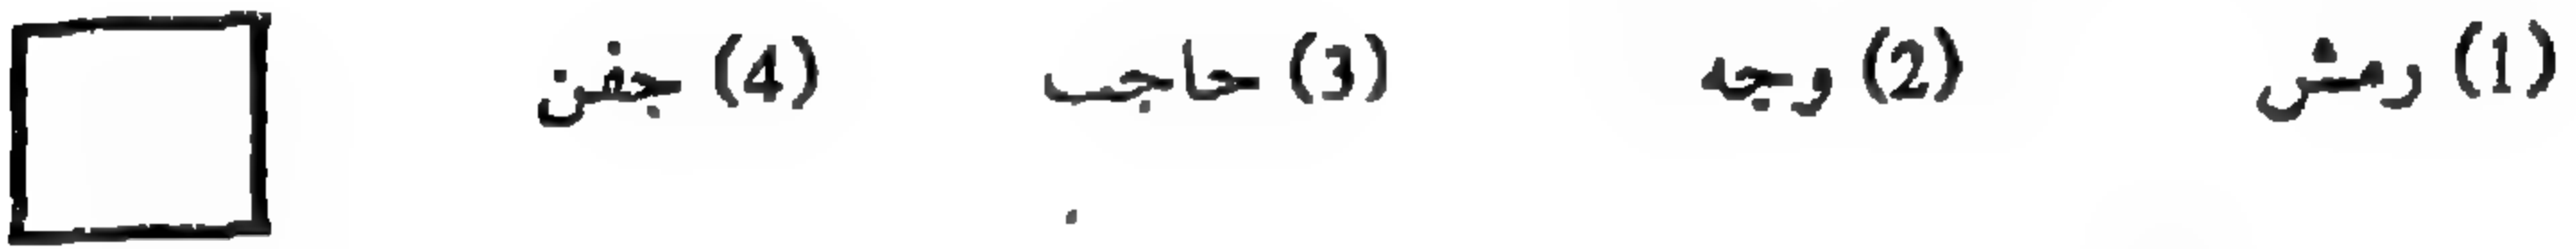 (1) رمش (2) وجه (3) حاجب (4) جفن